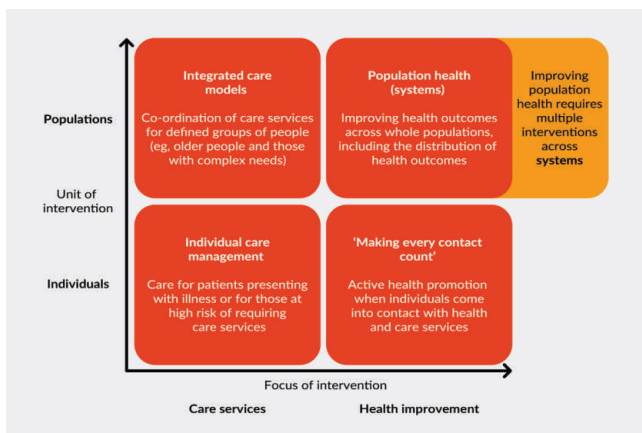 Populations
Unit of
intervention
Individuals
Integrated care
models
Co-ordination of care services
for defined groups of people
(eg, older people and those
with complex needs)
Population health
(systems)
Improving health outcomes
across whole populations,
including the distribution of
health outcomes
Improving
population
health requires
multiple
interventions
across
systems
Individual care
management
Care for patients presenting
with illness or for those at
high risk of requiring
care services
‘Making every contact
count’
Active health promotion
when individuals come
into contact with health
and care services
Focus of intervention
Care services
Health improvement